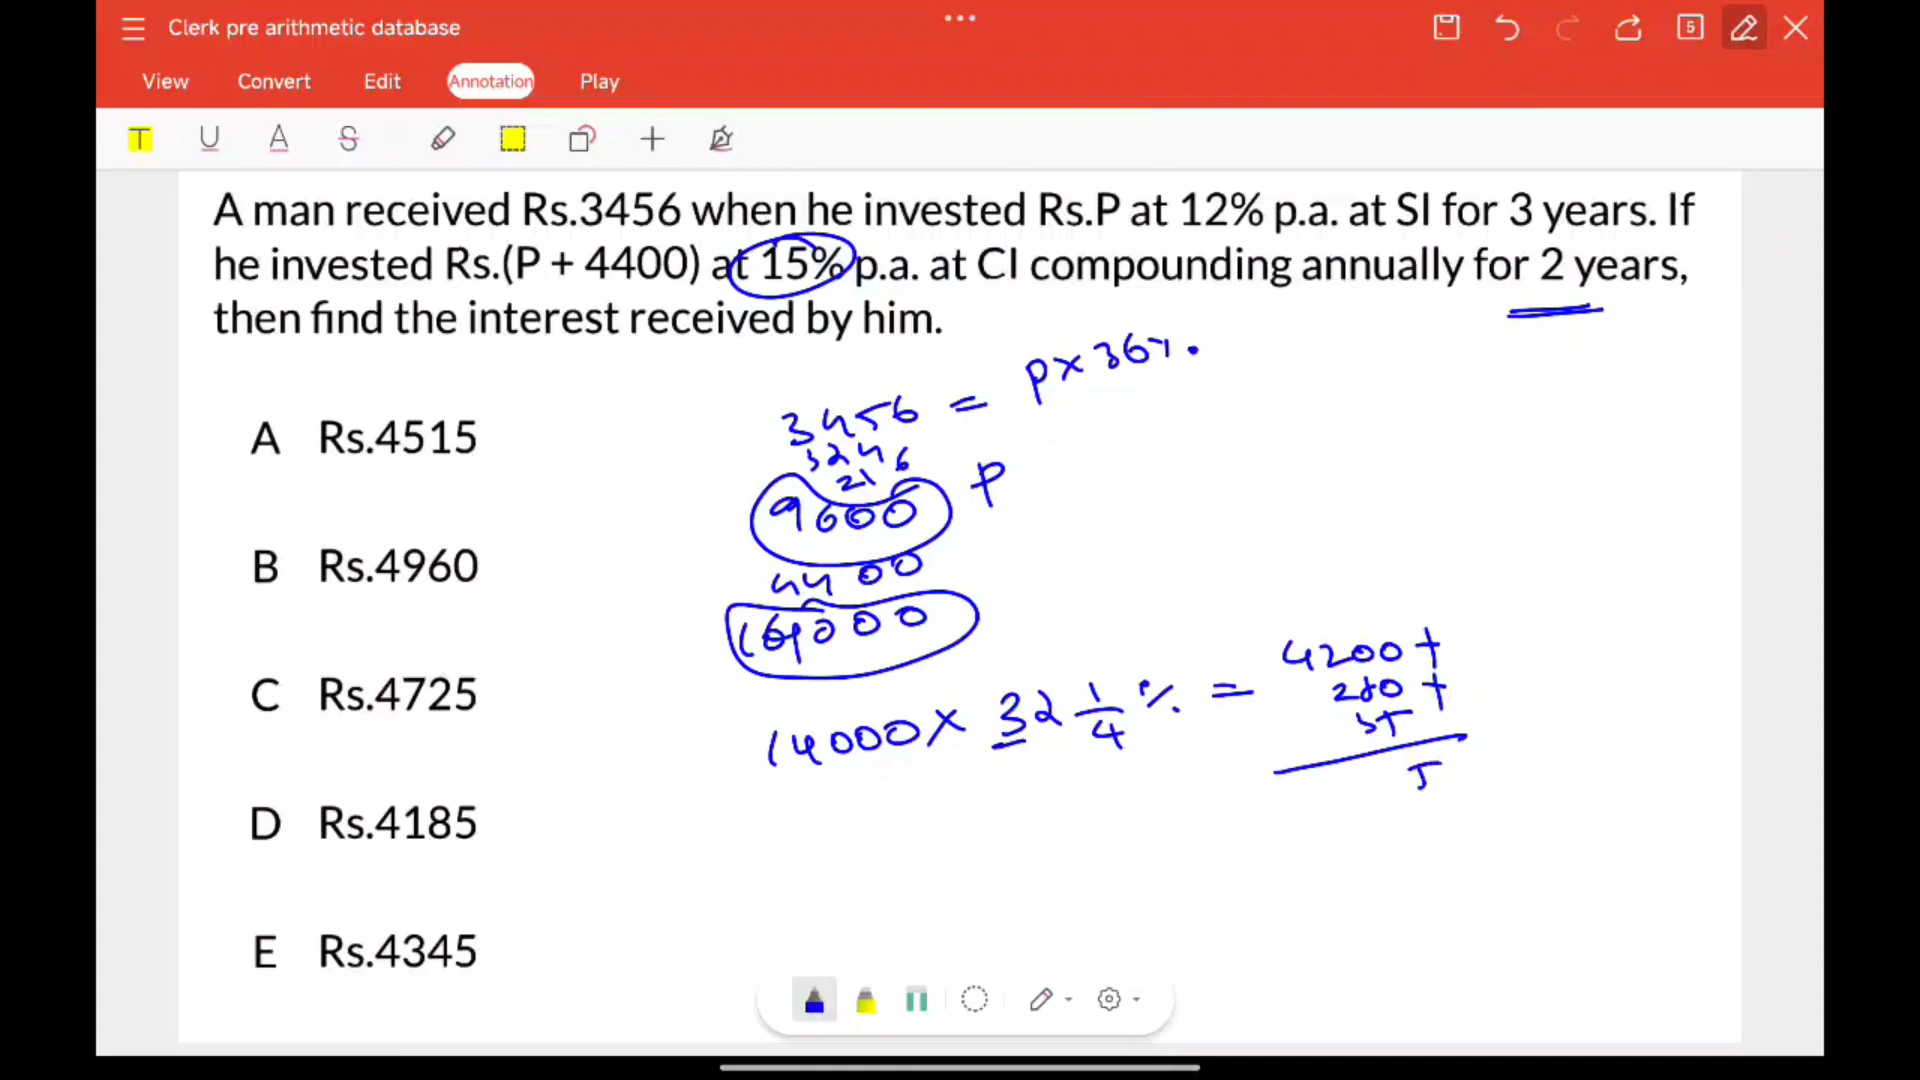 Clerk pre arithmetic database
5
View Convert Edit Annotation Play
T U A S
A man received Rs.3456 when he invested Rs.P at 12% p.a. at SI for 3 years. If
he invested Rs.(P + 4400) at 15% p.a. at CI compounding annually for 2 years,
then find the interest received by him.
3456 = P x 36%.
3246
216
9600 P
4400
14000
14000 x 32 1/4 % = 4200 +
280 +
35
5
A Rs.4515
B Rs.4960
C Rs.4725
D Rs.4185
E Rs.4345